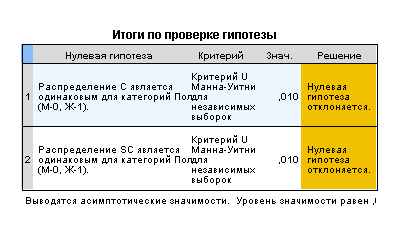 Итоги по проверке гипотезы
Нулевая гипотеза Критерий Знач. Решение
1 Распределение C является одинаковым для категорий Пол (М-0, Ж-1). Критерий U Манна-Уитни для независимых выборок ,010 Нулевая гипотеза отклоняется.
2 Распределение SC является одинаковым для категорий Пол (М-0, Ж-1). Критерий U Манна-Уитни для независимых выборок ,010 Нулевая гипотеза отклоняется.
Выводятся асимптотические значимости. Уровень значимости равен ,